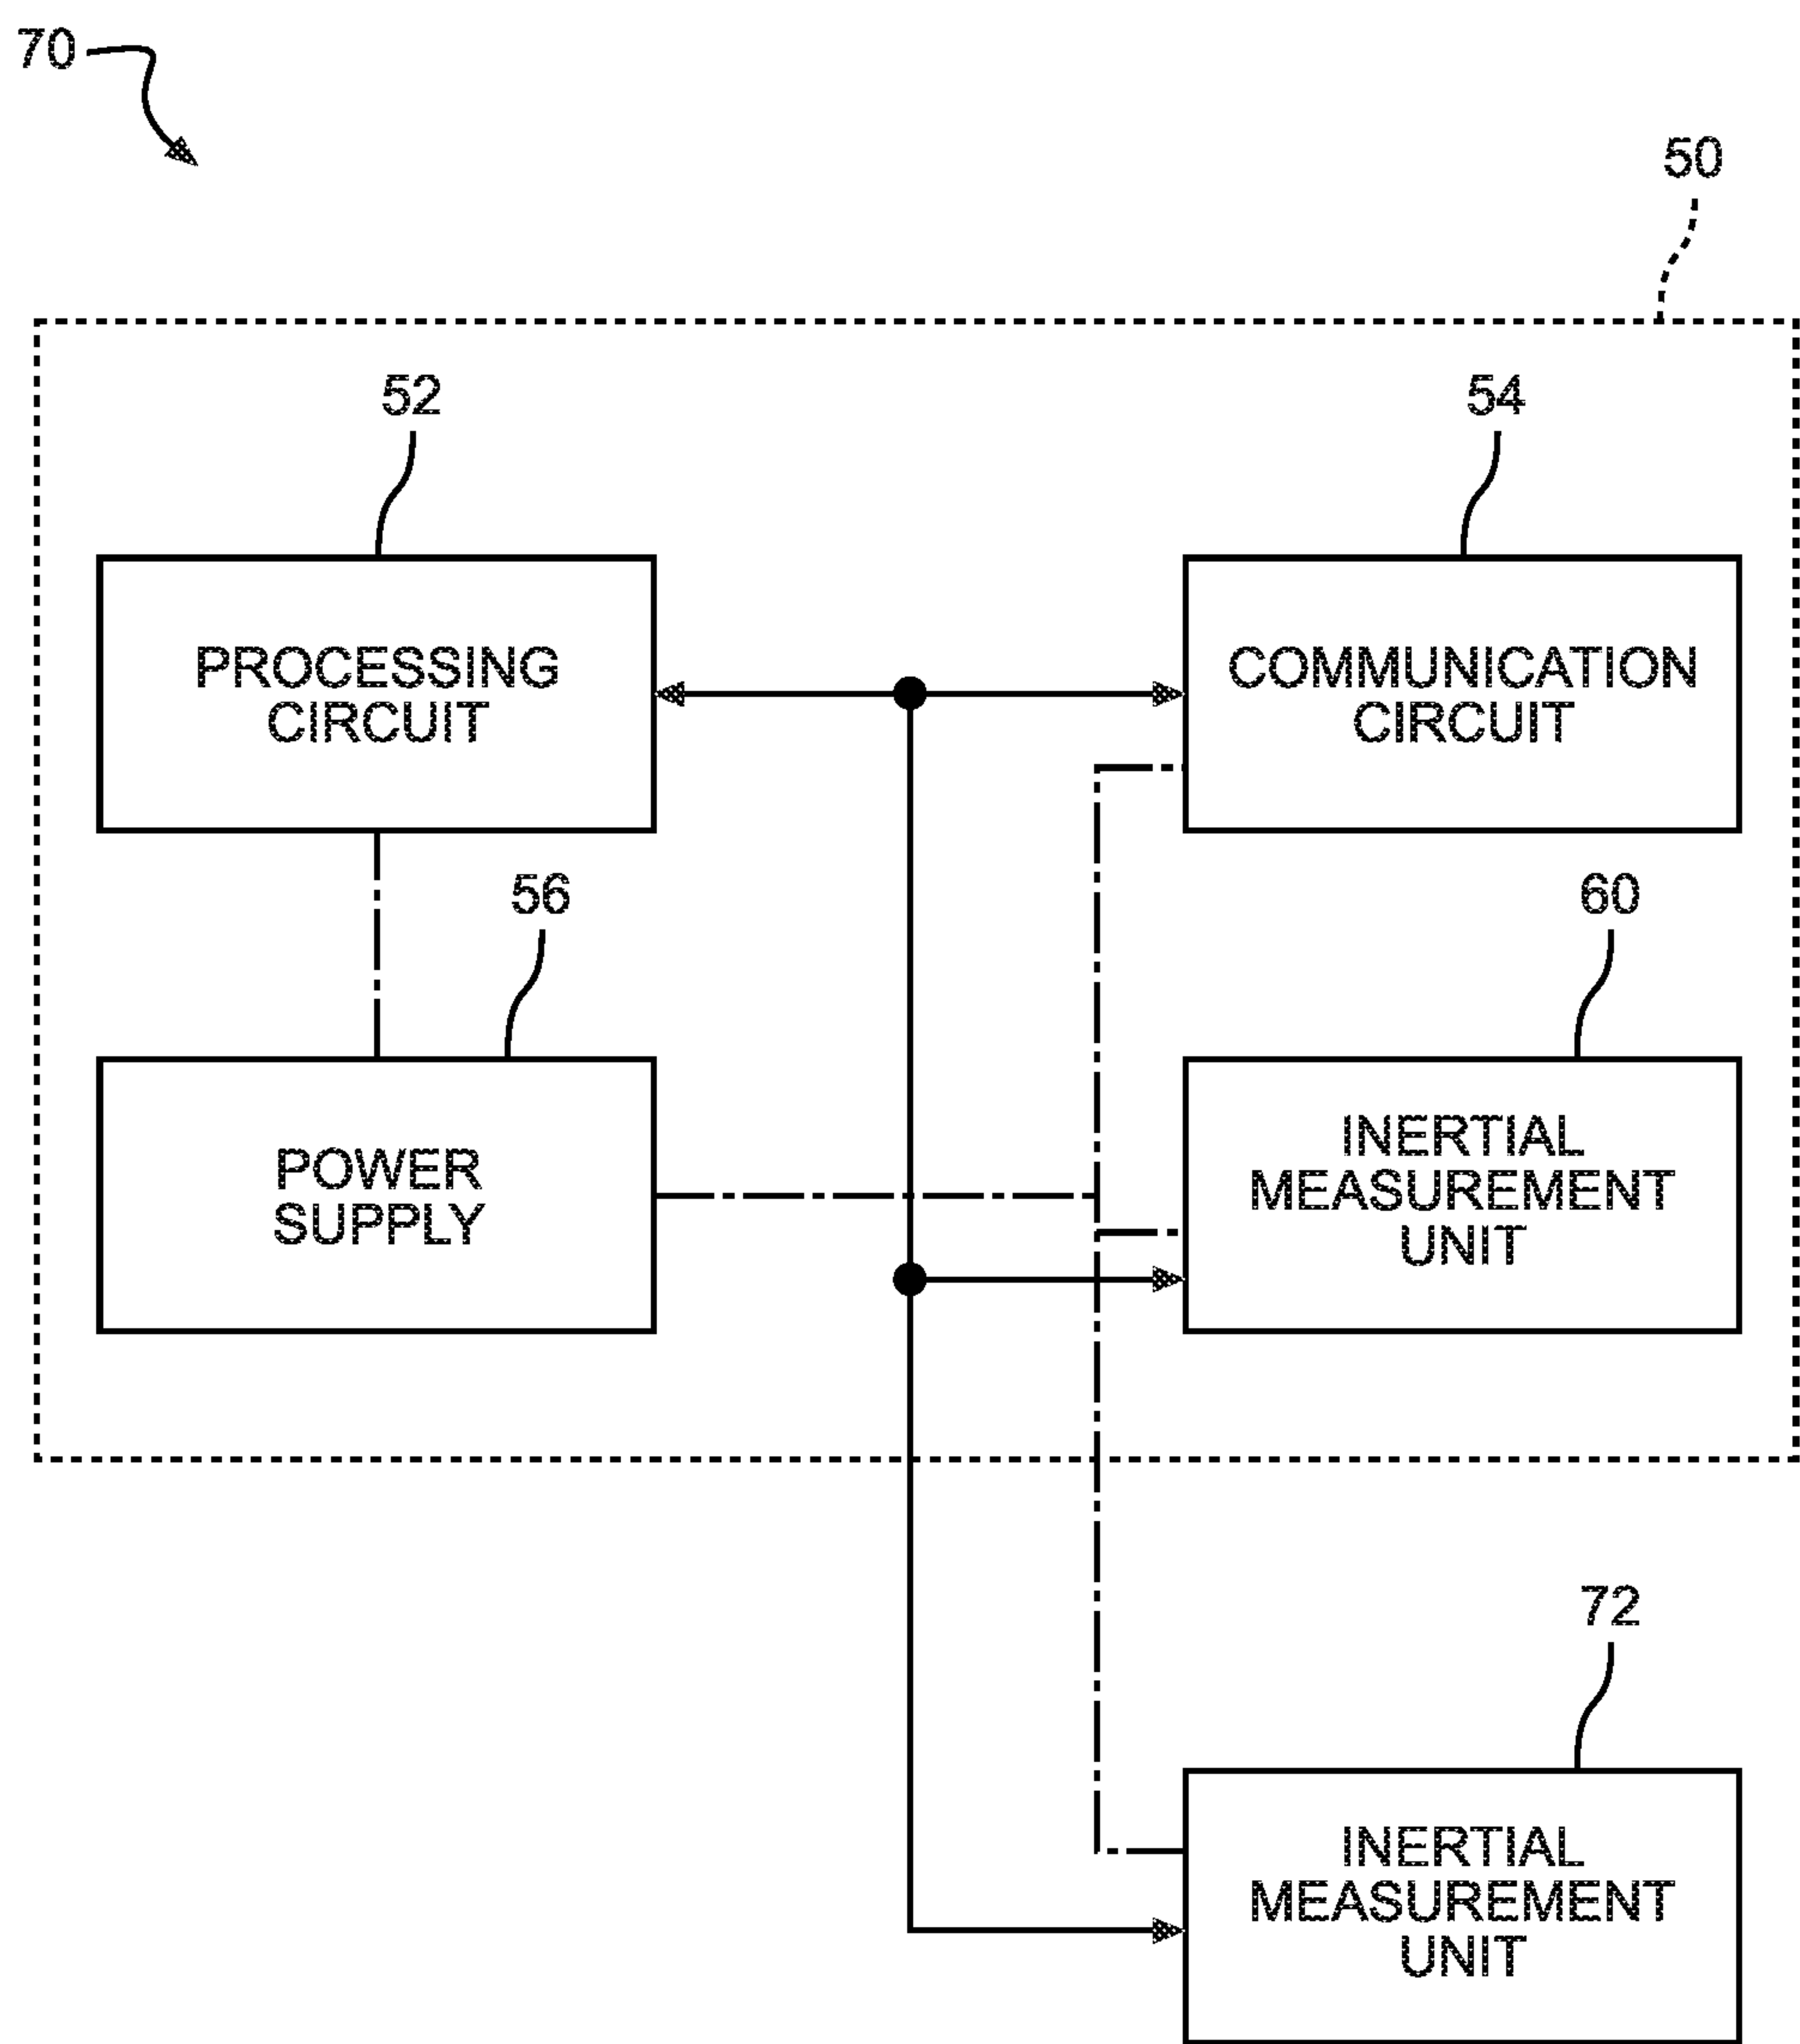 70
50
52
54
PROCESSING
CIRCUIT
COMMUNICATION
CIRCUIT
56
60
POWER
SUPPLY
INERTIAL
MEASUREMENT
UNIT
72
INERTIAL
MEASUREMENT
UNIT